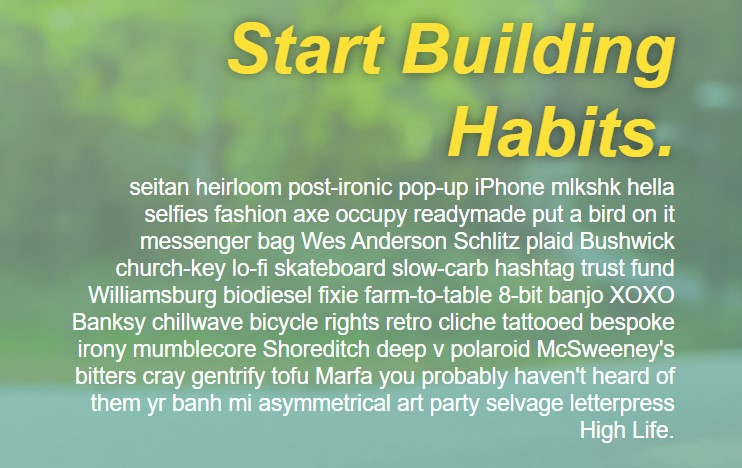 Start Building
Habits.
seitan heirloom post-ironic pop-up iPhone mlkshk hella
selfies fashion axe occupy readymade put a bird on it
messenger bag Wes Anderson Schlitz plaid Bushwick
church-key lo-fi skateboard slow-carb hashtag trust fund
Williamsburg biodiesel fixie farm-to-table 8-bit banjo XOXO
Banksy chillwave bicycle rights retro cliche tattooed bespoke
irony mumblecore Shoreditch deep v polaroid McSweeney's
bitters cray gentrify tofu Marfa you probably haven't heard of
them yr banh mi asymmetrical art party selvage letterpress
High Life.